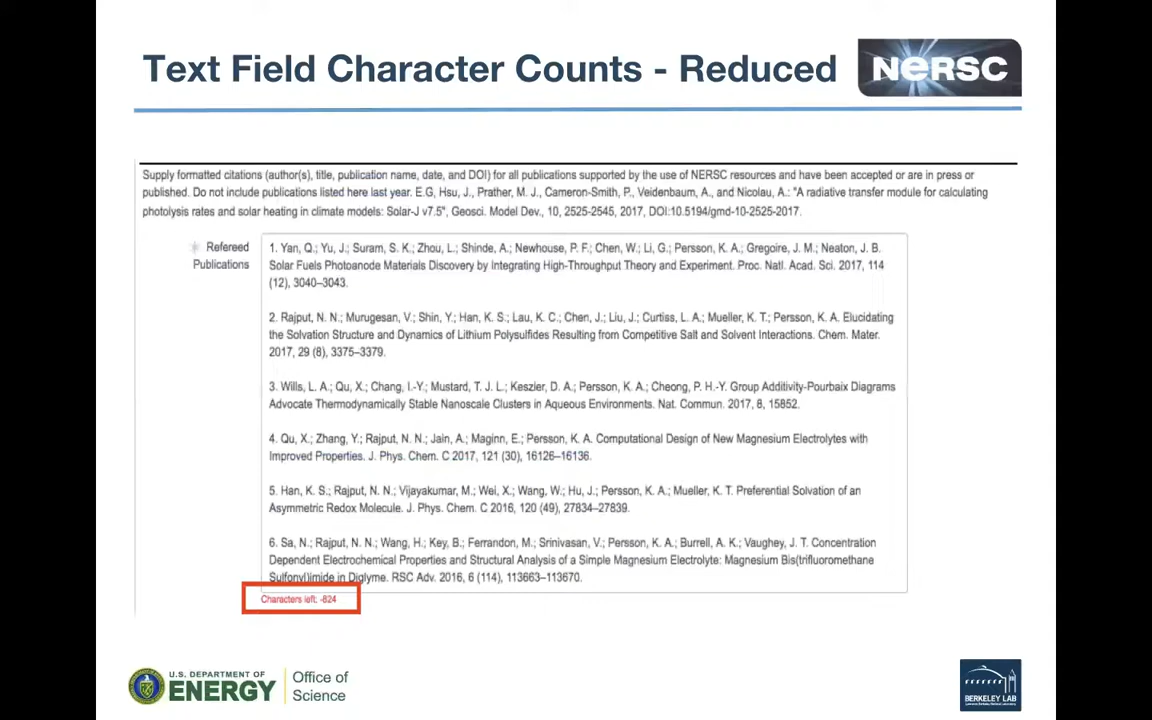 Text Field Character Counts - Reduced
NERSC
Supply formatted citations (author(s), title, publication name, date, and DOI) for all publications supported by the use of NERSC resources and have been accepted or are in press or
published. Do not include publications listed here last year. E.G, Hsu, J., Prather, M. J., Cameron-Smith, P., Veidenbaum, A., and Nicolau, A.: "A radiative transfer module for calculating
photolysis rates and solar heating in climate models: Solar-J v7.5", Geosci. Model Dev., 10, 2525-2545, 2017, DOI:10.5194/gmd-10-2525-2017.
Refereed
Publications
1. Yan, Q.; Yu, J.; Suram, S. K.; Zhou, L.; Shinde, A.; Newhouse, P. F.; Chen, W.; Li, G.; Persson, K. A.; Gregoire, J. M.; Neaton, J. B.
Solar Fuels Photoanode Materials Discovery by Integrating High-Throughput Theory and Experiment. Proc. Natl. Acad. Sci. 2017, 114
(12), 3040–3043.
2. Rajput, N. N.; Murugesan, V.; Shin, Y.; Han, K. S.; Lau, K. C.; Chen, J.; Liu, J.; Curtiss, L. A.; Mueller, K. T.; Persson, K. A. Elucidating
the Solvation Structure and Dynamics of Lithium Polysulfides Resulting from Competitive Salt and Solvent Interactions. Chem. Mater.
2017, 29 (8), 3375–3379.
3. Wills, L. A.; Qu, X.; Chang, I.-Y.; Mustard, T. J. L.; Keszler, D. A.; Persson, K. A.; Cheong, P. H.-Y. Group Additivity-Pourbaix Diagrams
Advocate Thermodynamically Stable Nanoscale Clusters in Aqueous Environments. Nat. Commun. 2017, 8, 15852.
4. Qu, X.; Zhang, Y.; Rajput, N. N.; Jain, A.; Maginn, E.; Persson, K. A. Computational Design of New Magnesium Electrolytes with
Improved Properties. J. Phys. Chem. C 2017, 121 (30), 16126–16136.
5. Han, K. S.; Rajput, N. N.; Vijayakumar, M.; Wei, X.; Wang, W.; Hu, J.; Persson, K. A.; Mueller, K. T. Preferential Solvation of an
Asymmetric Redox Molecule. J. Phys. Chem. C 2016, 120 (49), 27834–27839.
6. Sa, N.; Rajput, N. N.; Wang, H.; Key, B.; Ferrandon, M.; Srinivasan, V.; Persson, K. A.; Burrell, A. K.; Vaughey, J. T. Concentration
Dependent Electrochemical Properties and Structural Analysis of a Simple Magnesium Electrolyte: Magnesium Bis(trifluoromethane
Sulfonyl)imide in Diglyme. RSC Adv. 2016, 6 (114), 113663–113670.
Characters left: -824
U.S. DEPARTMENT OF
ENERGY
Office of
Science
BERKELEY LAB